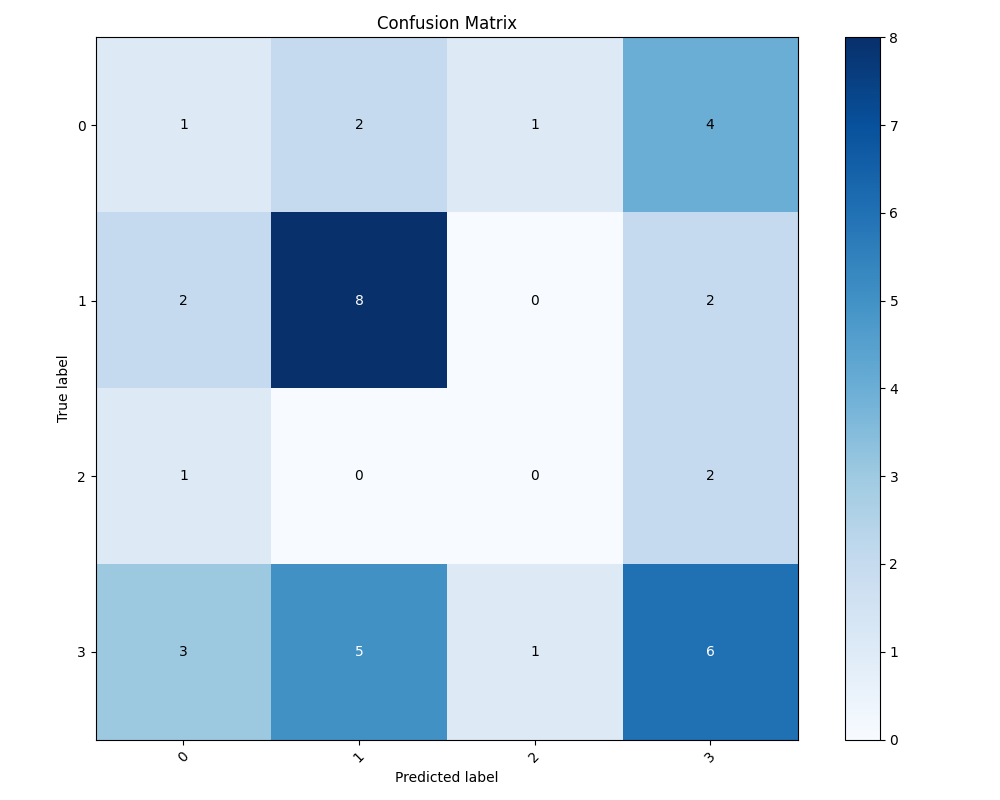 Confusion Matrix
8
0 1 2 1 4
7
6
1 2 8 0 2
5
4
True label
2 1 0 0 2
3
2
3 3 5 1 6
1
0
0 1 2 3
Predicted label